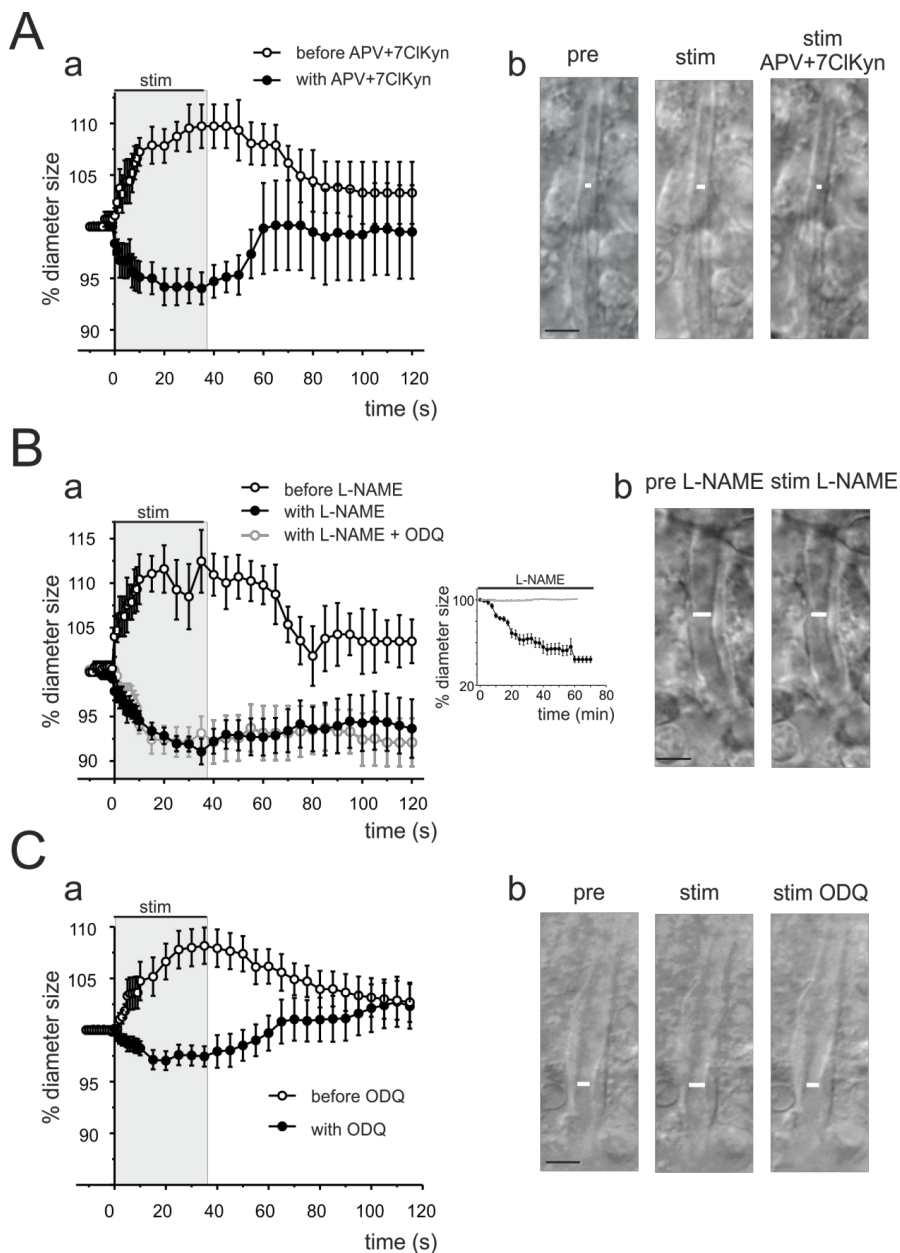 A
a
before APV+7ClKyn
with APV+7ClKyn
stim
110
105
100
95
90
% diameter size
0 20 40 60 80 100 120
time (s)
b
pre
stim
stim
APV+7ClKyn
B
a
before L-NAME
with L-NAME
with L-NAME + ODQ
stim
115
110
105
100
95
90
% diameter size
0 20 40 60 80 100 120
time (s)
L-NAME
100
20
% diameter size
0 20 40 60 80
time (min)
b
pre L-NAME stim L-NAME
C
a
stim
110
105
100
95
90
% diameter size
before ODQ
with ODQ
0 20 40 60 80 100 120
time (s)
b
pre
stim
stim ODQ